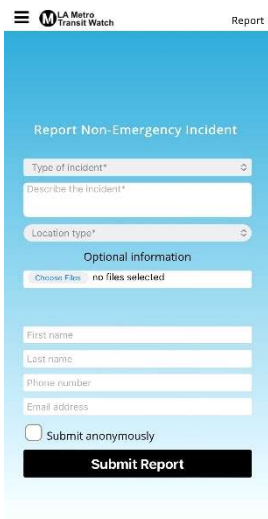 LA Metro
Transit Watch
Report
Report Non-Emergency Incident
Type of incident*
Describe the incident*
Location type*
Optional information
Choose Files no files selected
First name
Last name
Phone number
Email address
Submit anonymously
Submit Report